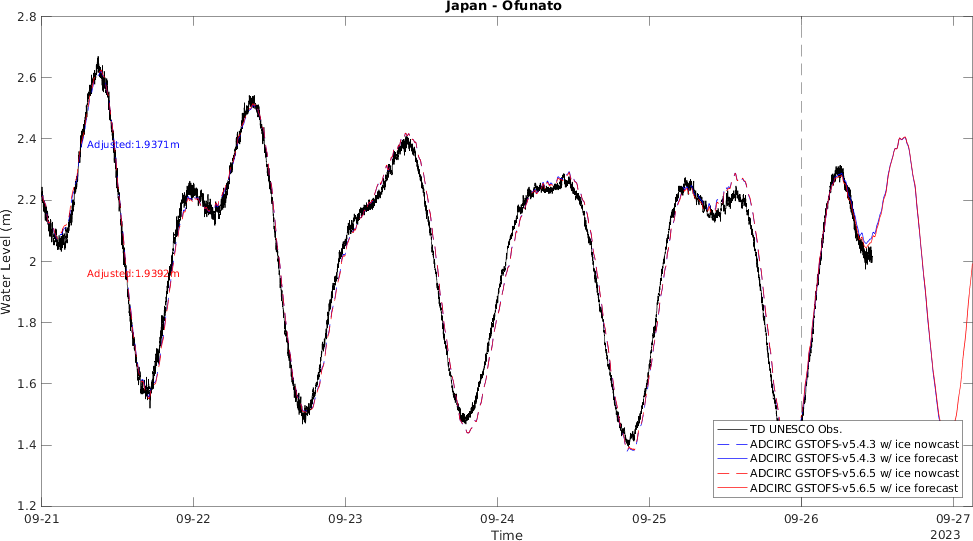 Japan - Ofunato
2.8
2.6
2.4
2.2
2
1.8
1.6
1.4
1.2
Water Level (m)
Adjusted:1.9371m
Adjusted:1.9392m
TD UNESCO Obs.
ADCIRC GSTOFS-v5.4.3 w/ ice nowcast
ADCIRC GSTOFS-v5.4.3 w/ ice forecast
ADCIRC GSTOFS-v5.6.5 w/ ice nowcast
ADCIRC GSTOFS-v5.6.5 w/ ice forecast
09-21 09-22 09-23 09-24 09-25 09-26 09-27
Time
2023